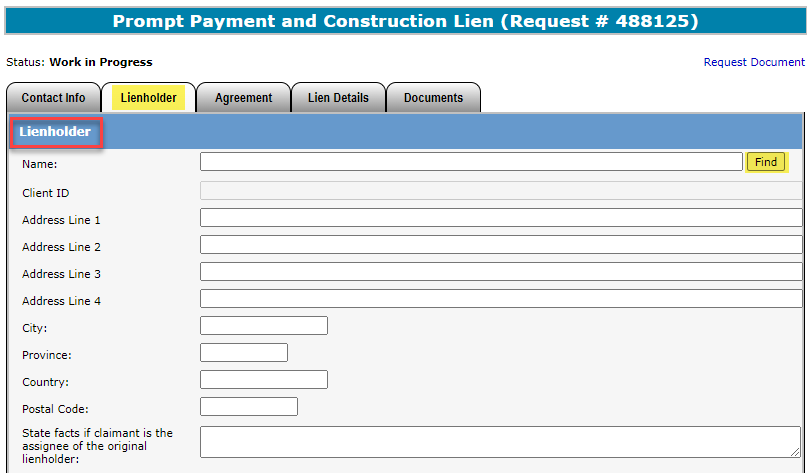 Prompt Payment and Construction Lien (Request # 488125)
Status: Work in Progress
Request Document
Contact Info
Lienholder
Agreement
Lien Details
Documents
Lienholder
Name:
Find
Client ID
Address Line 1
Address Line 2
Address Line 3
Address Line 4
City:
Province:
Country:
Postal Code:
State facts if claimant is the
assignee of the original
lienholder: